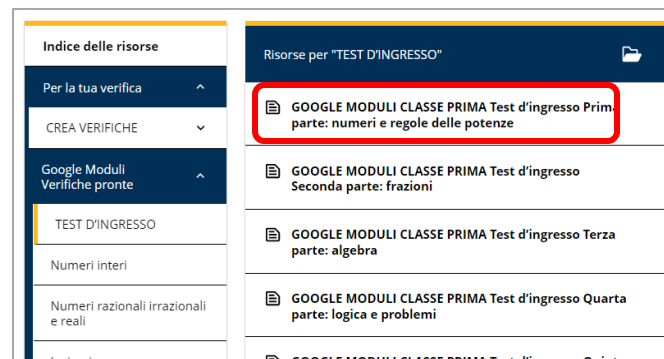 Indice delle risorse
Per la tua verifica
CREA VERIFICHE
Google Moduli
Verifiche pronte
TEST D'INGRESSO
Numeri interi
Numeri razionali irrazionali
e reali
Risorse per "TEST D'INGRESSO"
GOOGLE MODULI CLASSE PRIMA Test d'ingresso Prima
parte: numeri e regole delle potenze
GOOGLE MODULI CLASSE PRIMA Test d'ingresso
Seconda parte: frazioni
GOOGLE MODULI CLASSE PRIMA Test d'ingresso Terza
parte: algebra
GOOGLE MODULI CLASSE PRIMA Test d'ingresso Quarta
parte: logica e problemi